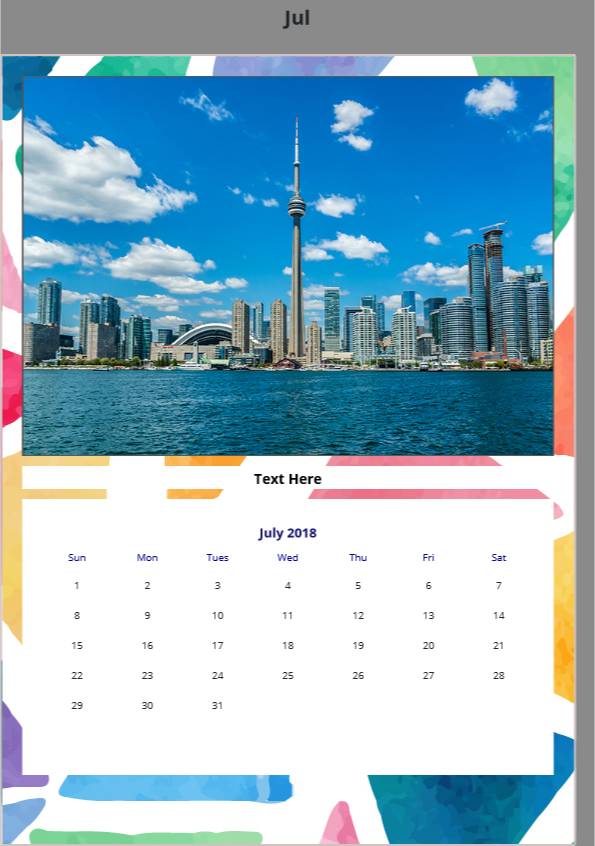 Jul
Text Here
July 2018
Sun Mon Tues Wed Thu Fri Sat
1 2 3 4 5 6 7
8 9 10 11 12 13 14
15 16 17 18 19 20 21
22 23 24 25 26 27 28
29 30 31